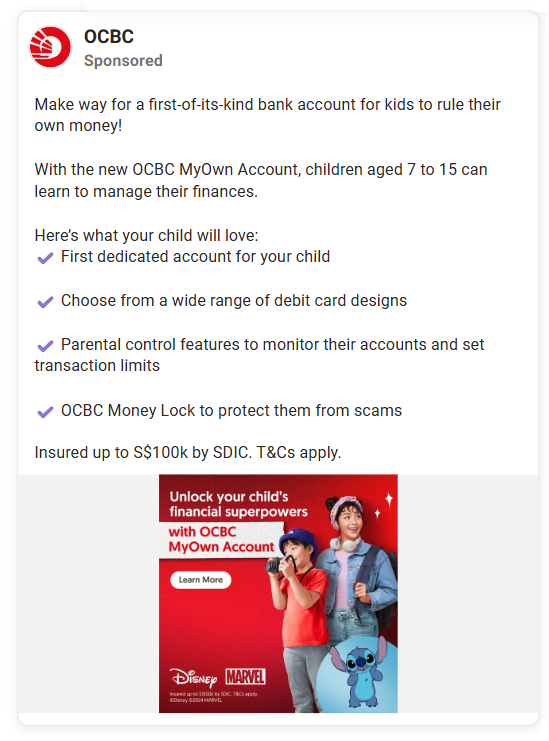 OCBC
Sponsored
Make way for a first-of-its-kind bank account for kids to rule their
own money!
With the new OCBC MyOwn Account, children aged 7 to 15 can
learn to manage their finances.
Here’s what your child will love:
First dedicated account for your child
Choose from a wide range of debit card designs
Parental control features to monitor their accounts and set
transaction limits
OCBC Money Lock to protect them from scams
Insured up to S$100k by SDIC. T&Cs apply.
Unlock your child's
financial superpowers
with OCBC
MyOwn Account
Learn More
Disney MARVEL
Insured up to S$100k by SDIC. T&Cs apply.
©Disney ©2024 MARVEL